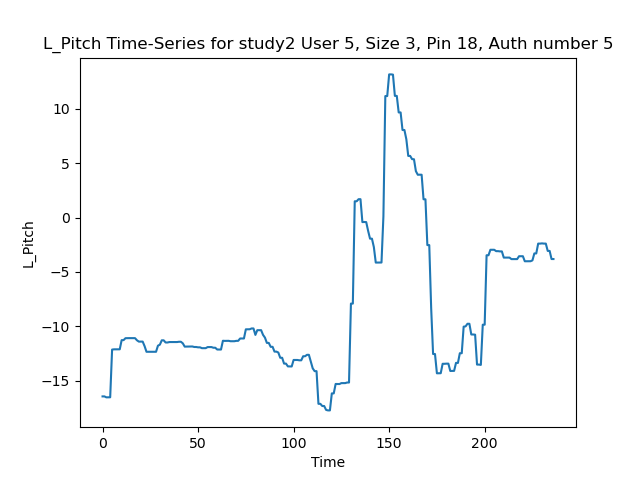 L_Pitch Time-Series for study2 User 5, Size 3, Pin 18, Auth number 5
10
5
0
−5
−10
−15
L_Pitch
0 50 100 150 200
Time